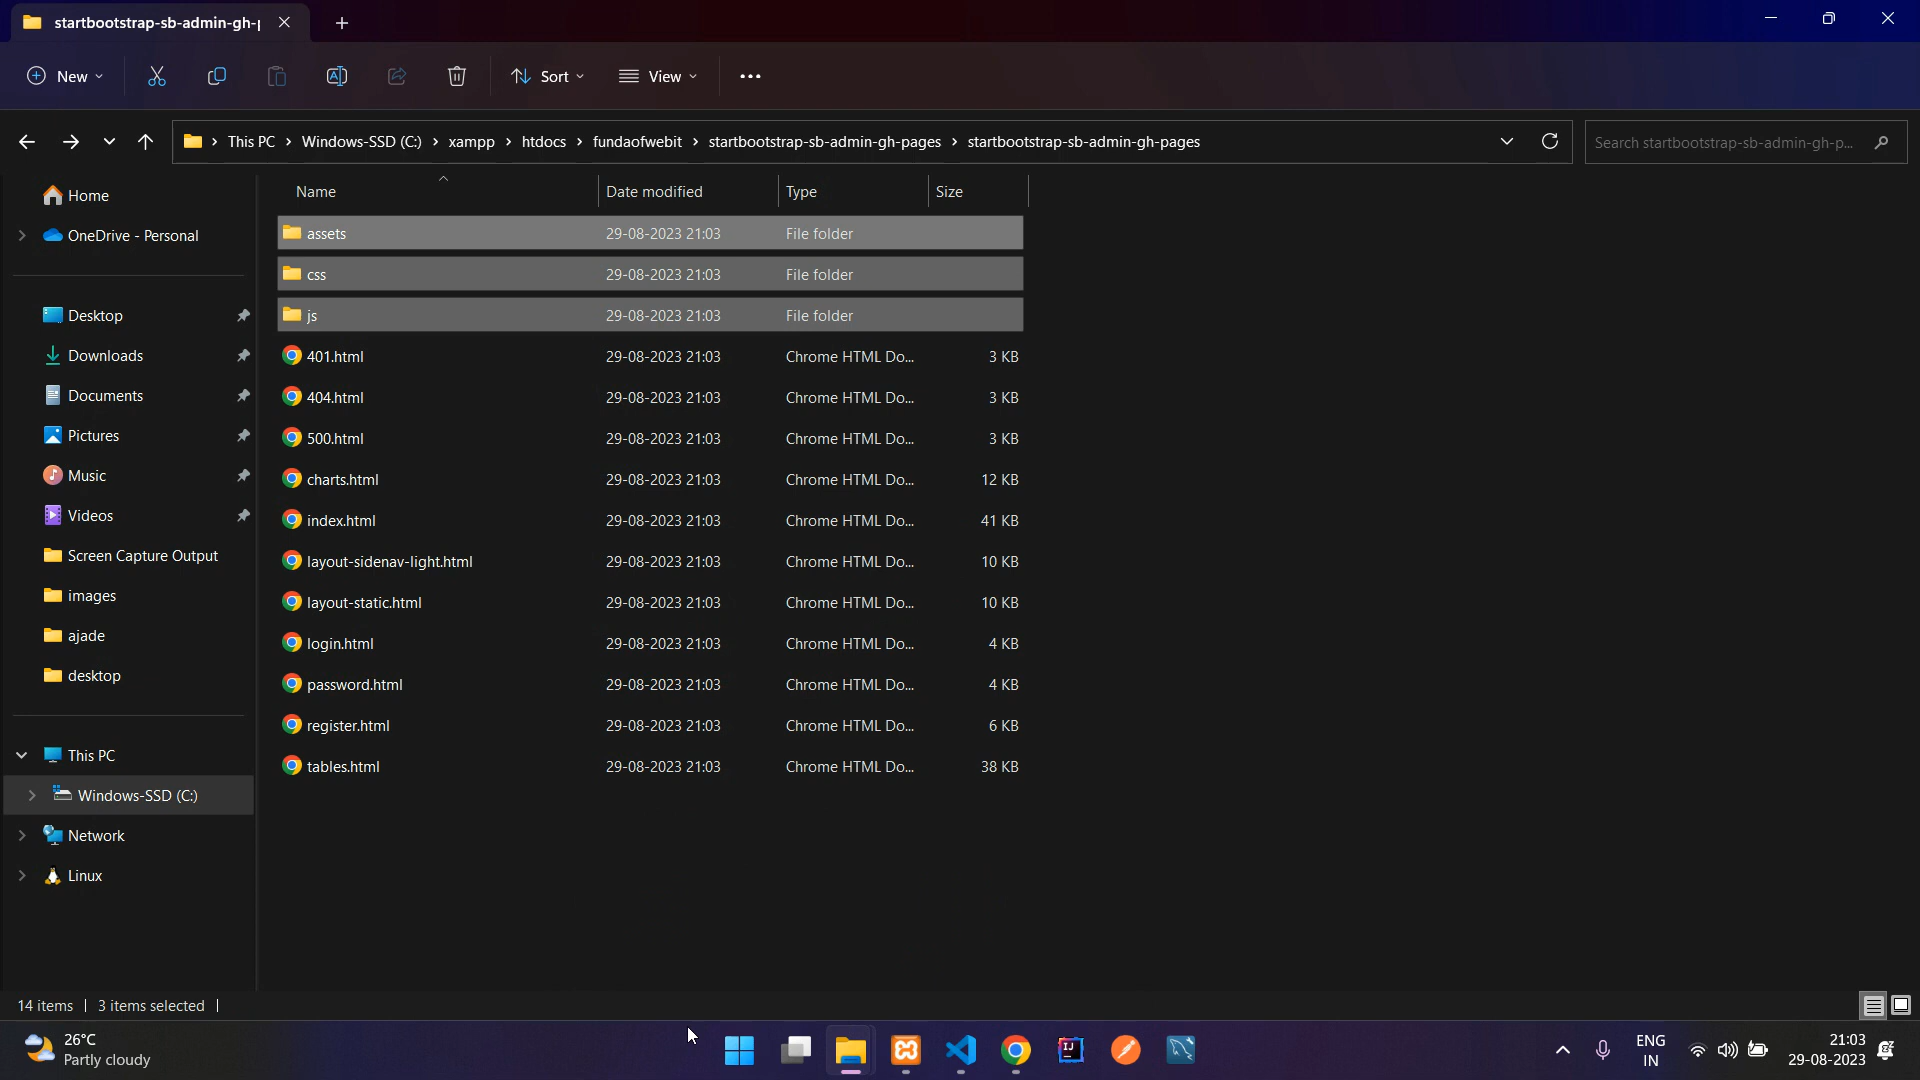 startbootstrap-sb-admin-gh-p
New
Sort
View
This PC
Windows-SSD (C:)
xampp
htdocs
fundaofwebit
startbootstrap-sb-admin-gh-pages
startbootstrap-sb-admin-gh-pages
Search startbootstrap-sb-admin-gh-p...
Home
OneDrive - Personal
Desktop
Downloads
Documents
Pictures
Music
Videos
Screen Capture Output
images
ajade
desktop
This PC
Windows-SSD (C:)
Network
Linux
Name Date modified Type Size
assets 29-08-2023 21:03 File folder
css 29-08-2023 21:03 File folder
js 29-08-2023 21:03 File folder
401.html 29-08-2023 21:03 Chrome HTML Do... 3 KB
404.html 29-08-2023 21:03 Chrome HTML Do... 3 KB
500.html 29-08-2023 21:03 Chrome HTML Do... 3 KB
charts.html 29-08-2023 21:03 Chrome HTML Do... 12 KB
index.html 29-08-2023 21:03 Chrome HTML Do... 41 KB
layout-sidenav-light.html 29-08-2023 21:03 Chrome HTML Do... 10 KB
layout-static.html 29-08-2023 21:03 Chrome HTML Do... 10 KB
login.html 29-08-2023 21:03 Chrome HTML Do... 4 KB
password.html 29-08-2023 21:03 Chrome HTML Do... 4 KB
register.html 29-08-2023 21:03 Chrome HTML Do... 6 KB
tables.html 29-08-2023 21:03 Chrome HTML Do... 38 KB
14 items
3 items selected
26°C
Partly cloudy
IJ
ENG
IN
21:03
29-08-2023